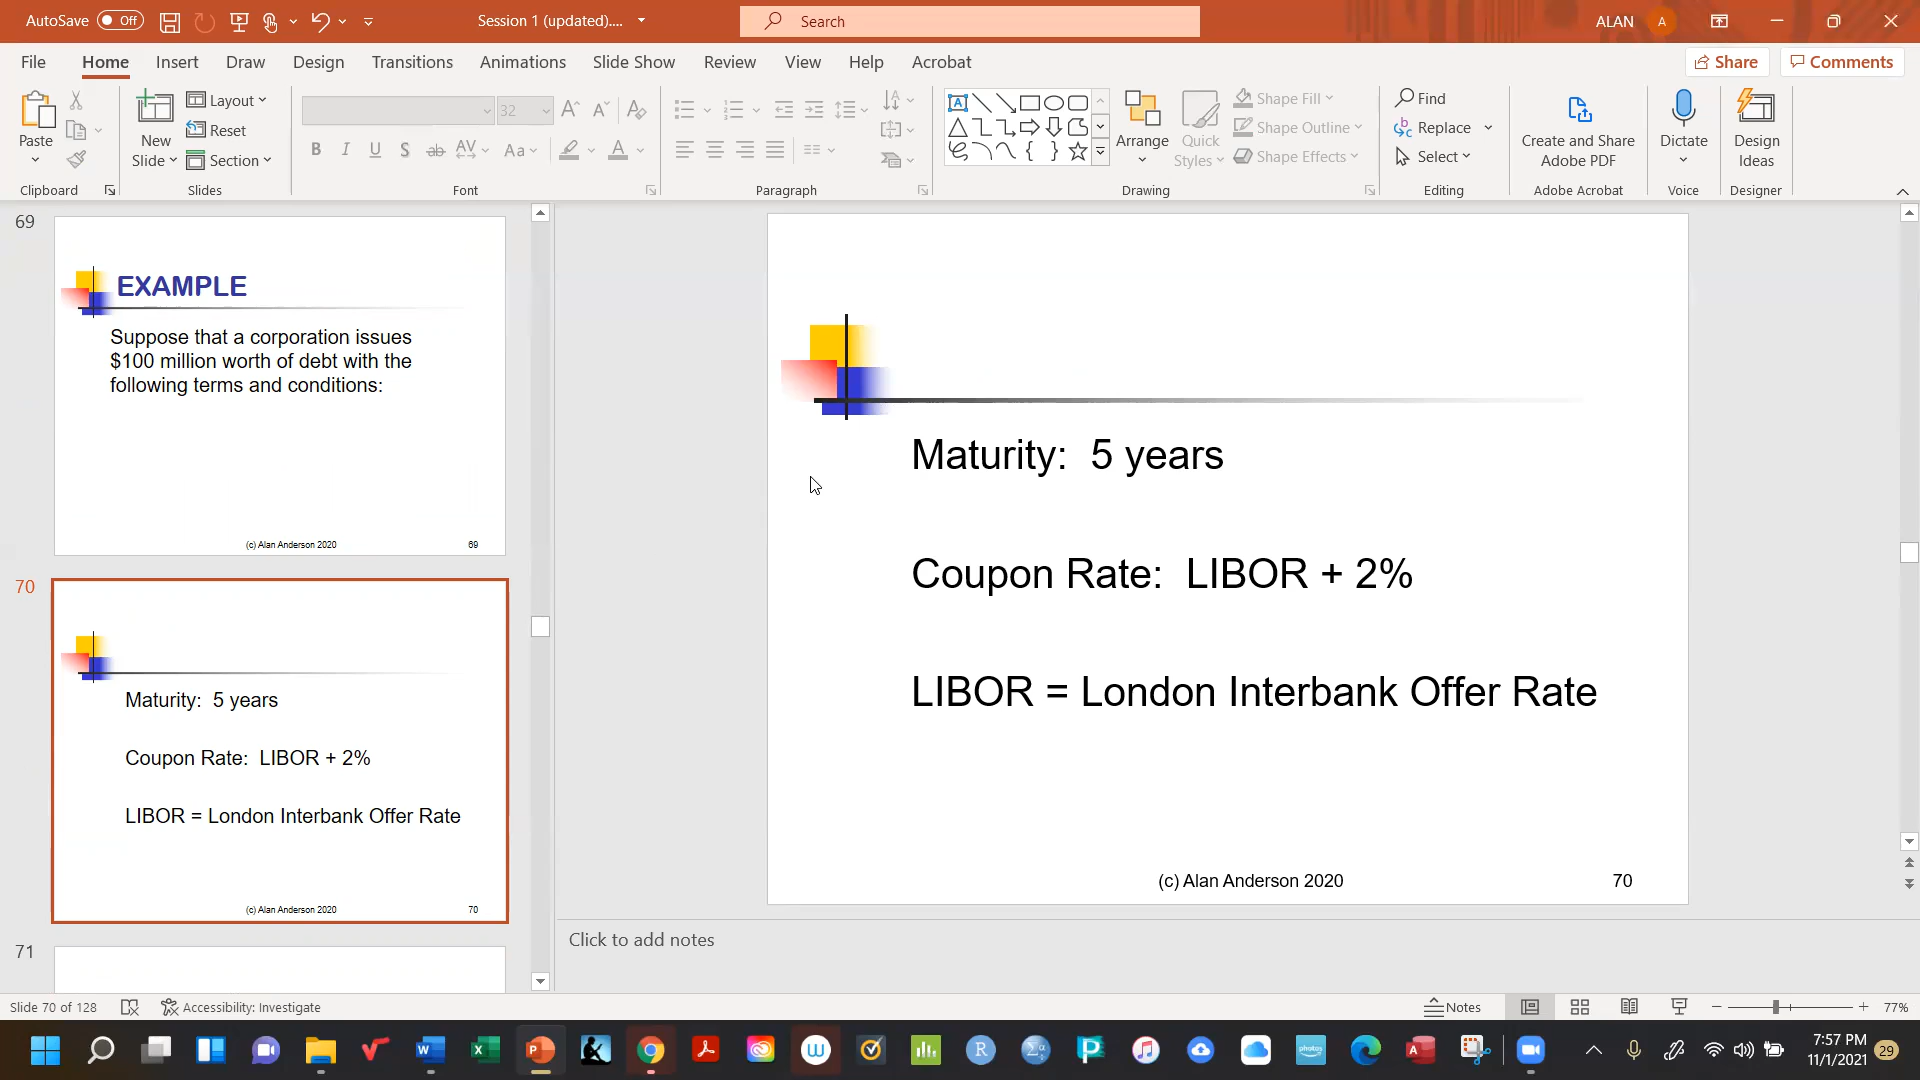 AutoSave Off
Session 1 (updated)....
Search
ALAN A
File Home Insert Draw Design Transitions Animations Slide Show Review View Help Acrobat
Share Comments
Paste
New Slide
Layout
Reset
Section
32
B I U S ab AV Aa A
Arrange
Quick Styles
Shape Fill
Shape Outline
Shape Effects
Find
Replace
Select
Create and Share Adobe PDF
Dictate
Design Ideas
Clipboard Slides Font Paragraph Drawing Editing Adobe Acrobat Voice Designer
69
EXAMPLE
Suppose that a corporation issues
$100 million worth of debt with the
following terms and conditions:
(c) Alan Anderson 2020 69
70
Maturity: 5 years
Coupon Rate: LIBOR + 2%
LIBOR = London Interbank Offer Rate
(c) Alan Anderson 2020 70
71
Maturity: 5 years
Coupon Rate: LIBOR + 2%
LIBOR = London Interbank Offer Rate
(c) Alan Anderson 2020 70
Click to add notes
Slide 70 of 128 Accessibility: Investigate Notes 77%
7:57 PM
11/1/2021 29